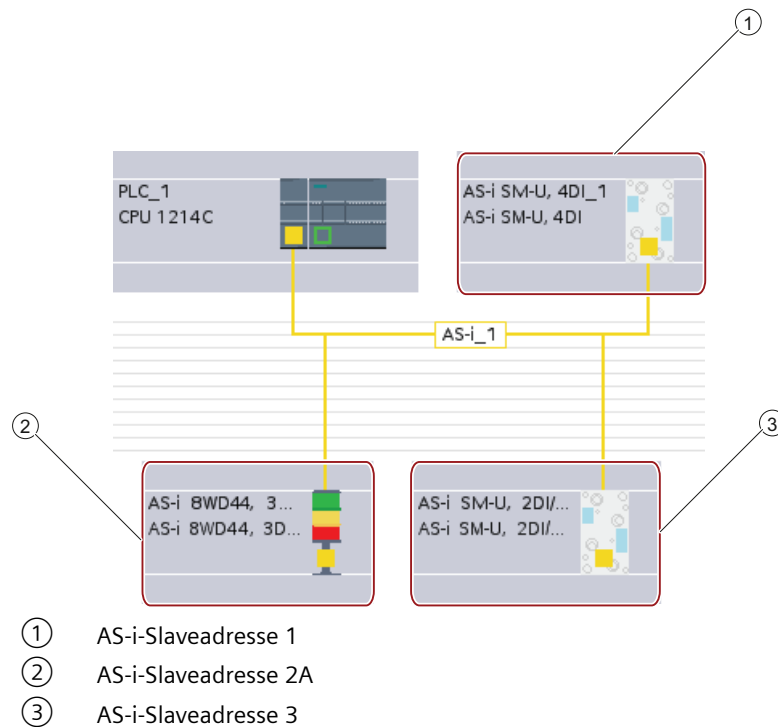 ①
PLC_1
CPU 1214C
AS-i SM-U, 4DI_1
AS-i SM-U, 4DI
AS-i_1
②
③
AS-i 8WD44, 3...
AS-i 8WD44, 3D...
AS-i SM-U, 2DI/...
AS-i SM-U, 2DI/...
① AS-i-Slaveadresse 1
② AS-i-Slaveadresse 2A
③ AS-i-Slaveadresse 3